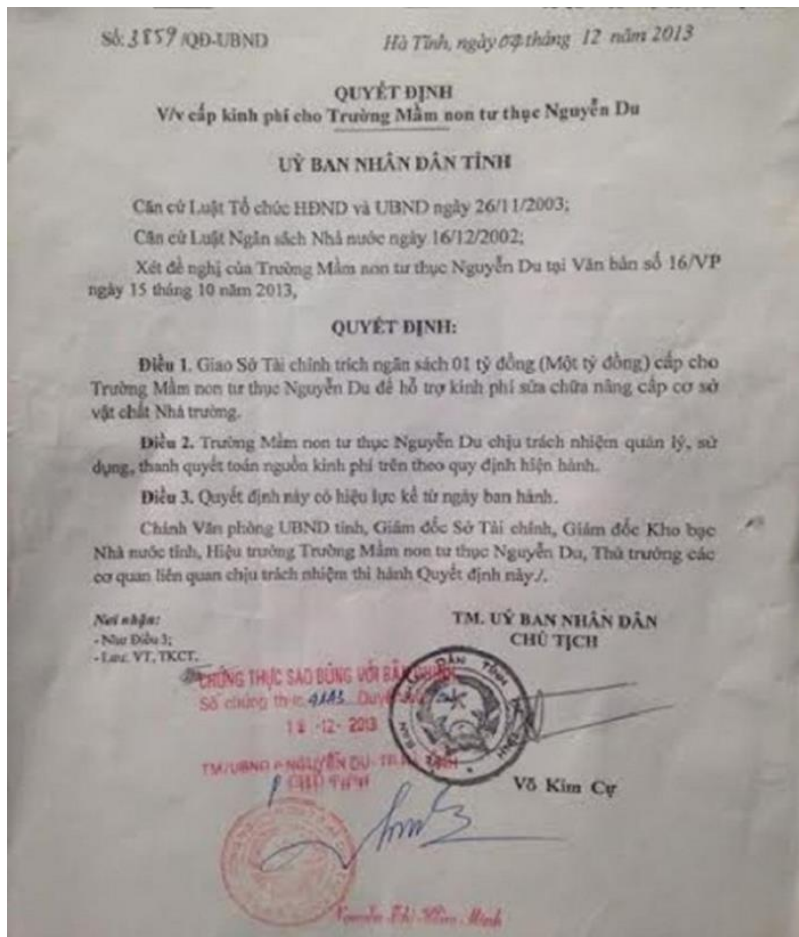 Số: 3859/QĐ-UBND
Hà Tĩnh, ngày 04 tháng 12 năm 2013
QUYẾT ĐỊNH
V/v cấp kinh phí cho Trường Mầm non tư thục Nguyễn Du
UỶ BAN NHÂN DÂN TỈNH
Căn cứ Luật Tổ chức HĐND và UBND ngày 26/11/2003;
Căn cứ Luật Ngân sách Nhà nước ngày 16/12/2002;
Xét đề nghị của Trường Mầm non tư thục Nguyễn Du tại Văn bản số 16/VP
ngày 15 tháng 10 năm 2013,
QUYẾT ĐỊNH:
Điều 1. Giao Sở Tài chính trích ngân sách 01 tỷ đồng (Một tỷ đồng) cấp cho
Trường Mầm non tư thục Nguyễn Du để hỗ trợ kinh phí sửa chữa nâng cấp cơ sở
vật chất Nhà trường.
Điều 2. Trường Mầm non tư thục Nguyễn Du chịu trách nhiệm quản lý, sử
dụng, thanh quyết toán nguồn kinh phí trên theo quy định hiện hành.
Điều 3. Quyết định này có hiệu lực kể từ ngày ban hành.
Chánh Văn phòng UBND tỉnh, Giám đốc Sở Tài chính, Giám đốc Kho bạc
Nhà nước tỉnh, Hiệu trưởng Trường Mầm non tư thục Nguyễn Du, Thủ trưởng các
cơ quan liên quan chịu trách nhiệm thi hành Quyết định này./.
Nơi nhận:
- Như Điều 3;
- Lưu: VT, TKCT.
TM. UỶ BAN NHÂN DÂN
CHỦ TỊCH
CHỨNG THỰC SAO ĐÚNG VỚI BẢN CHÍNH
Số chứng thực
18 -12- 2013
TM/UBND P.NGUYỄN DU-TP.HÀ TĨNH
CHỦ TỊCH
Võ Kim Cự